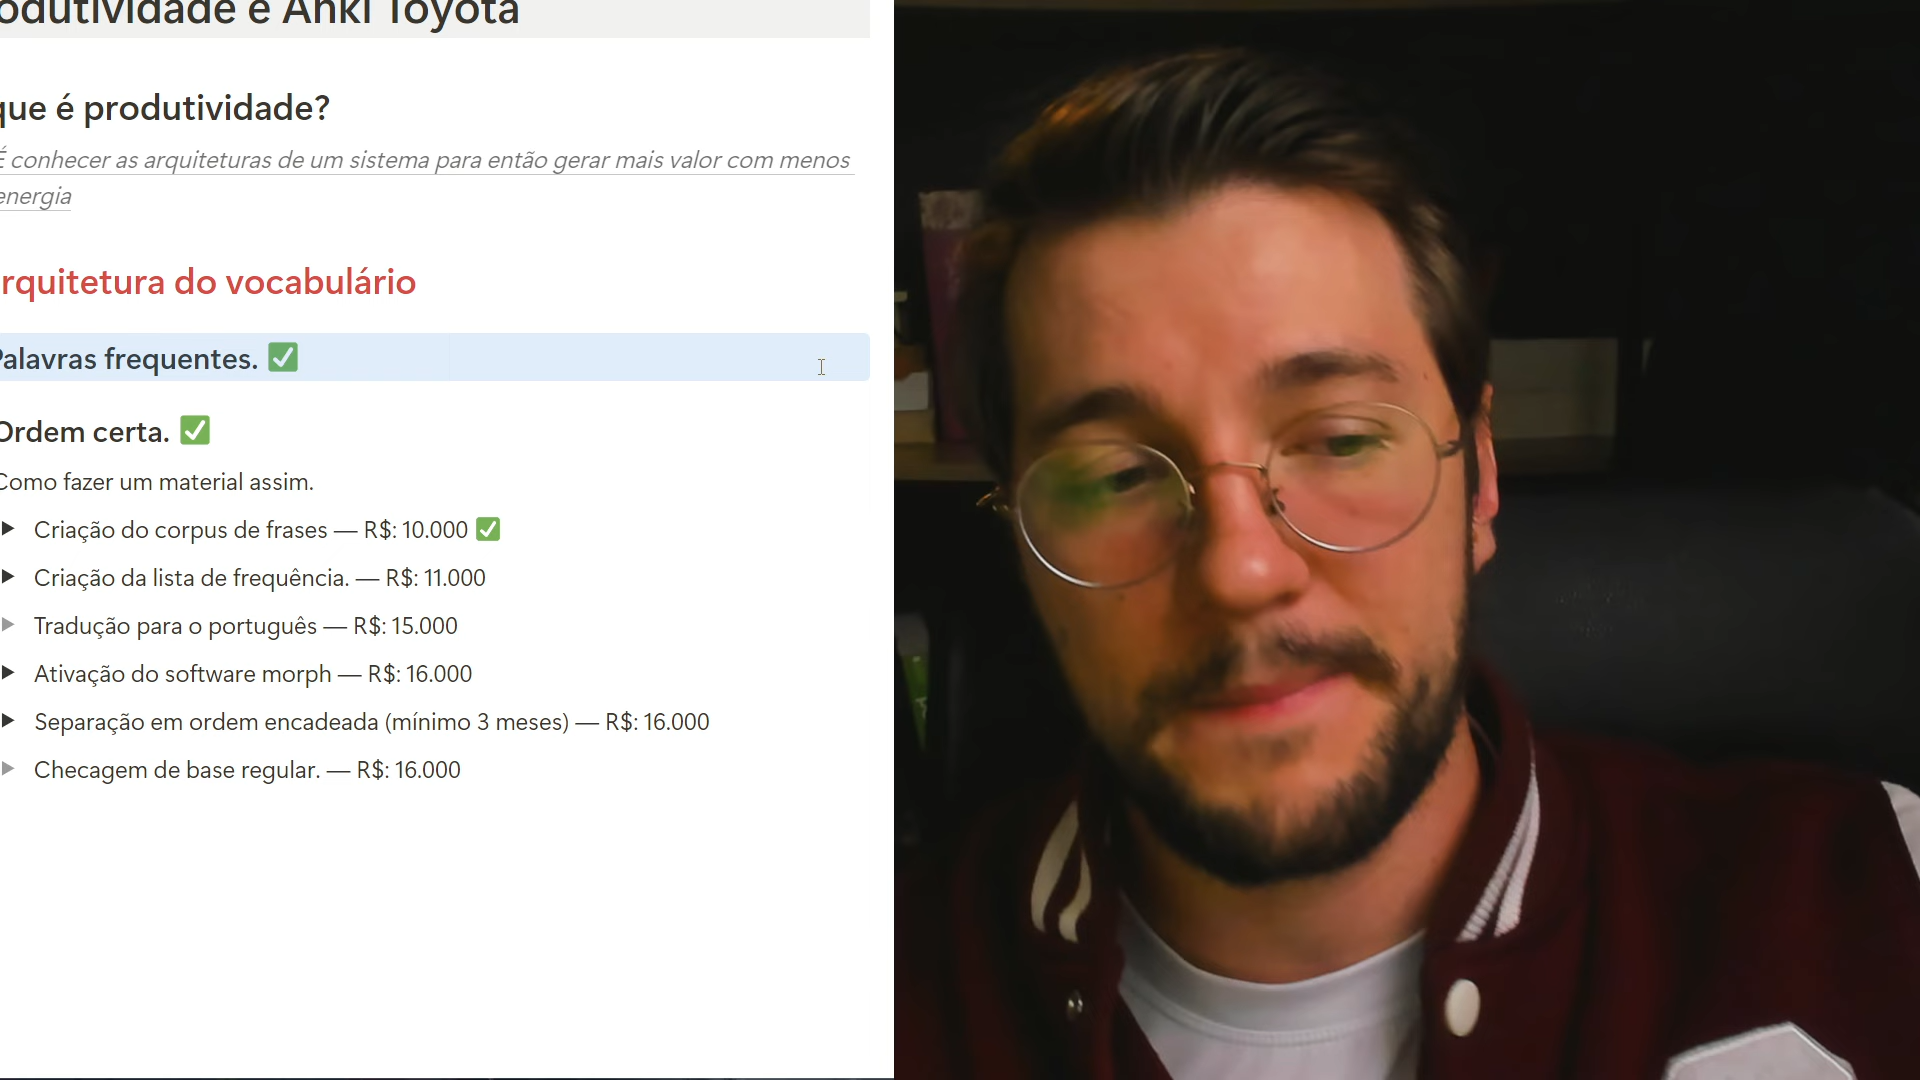 odutividade e Anki Toyota
que é produtividade?
É conhecer as arquiteturas de um sistema para então gerar mais valor com menos
energia
rquitetura do vocabulário
Palavras frequentes. ✅
Ordem certa. ✅
Como fazer um material assim.
Criação do corpus de frases — R$: 10.000 ✅
Criação da lista de frequência. — R$: 11.000
Tradução para o português — R$: 15.000
Ativação do software morph — R$: 16.000
Separação em ordem encadeada (mínimo 3 meses) — R$: 16.000
Checagem de base regular. — R$: 16.000